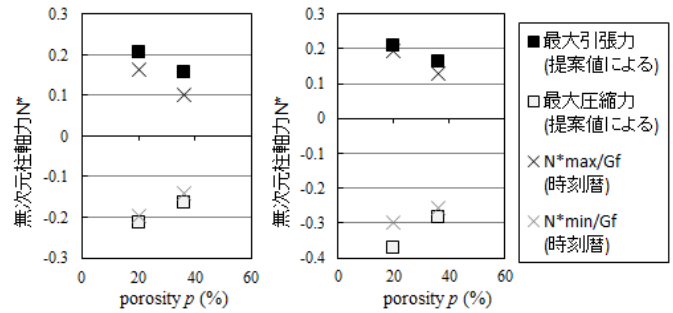 0.3
0.2
0.1
0
-0.1
-0.2
-0.3
0
20
40
60
無次元柱軸力N*
porosity p (%)
0.3
0.2
0.1
0
-0.1
-0.2
-0.3
-0.4
0
20
40
60
無次元柱軸力N*
porosity p (%)
最大引張力
(提案値による)
最大圧縮力
(提案値による)
N*max/Gf
(時刻暦)
N*min/Gf
(時刻暦)